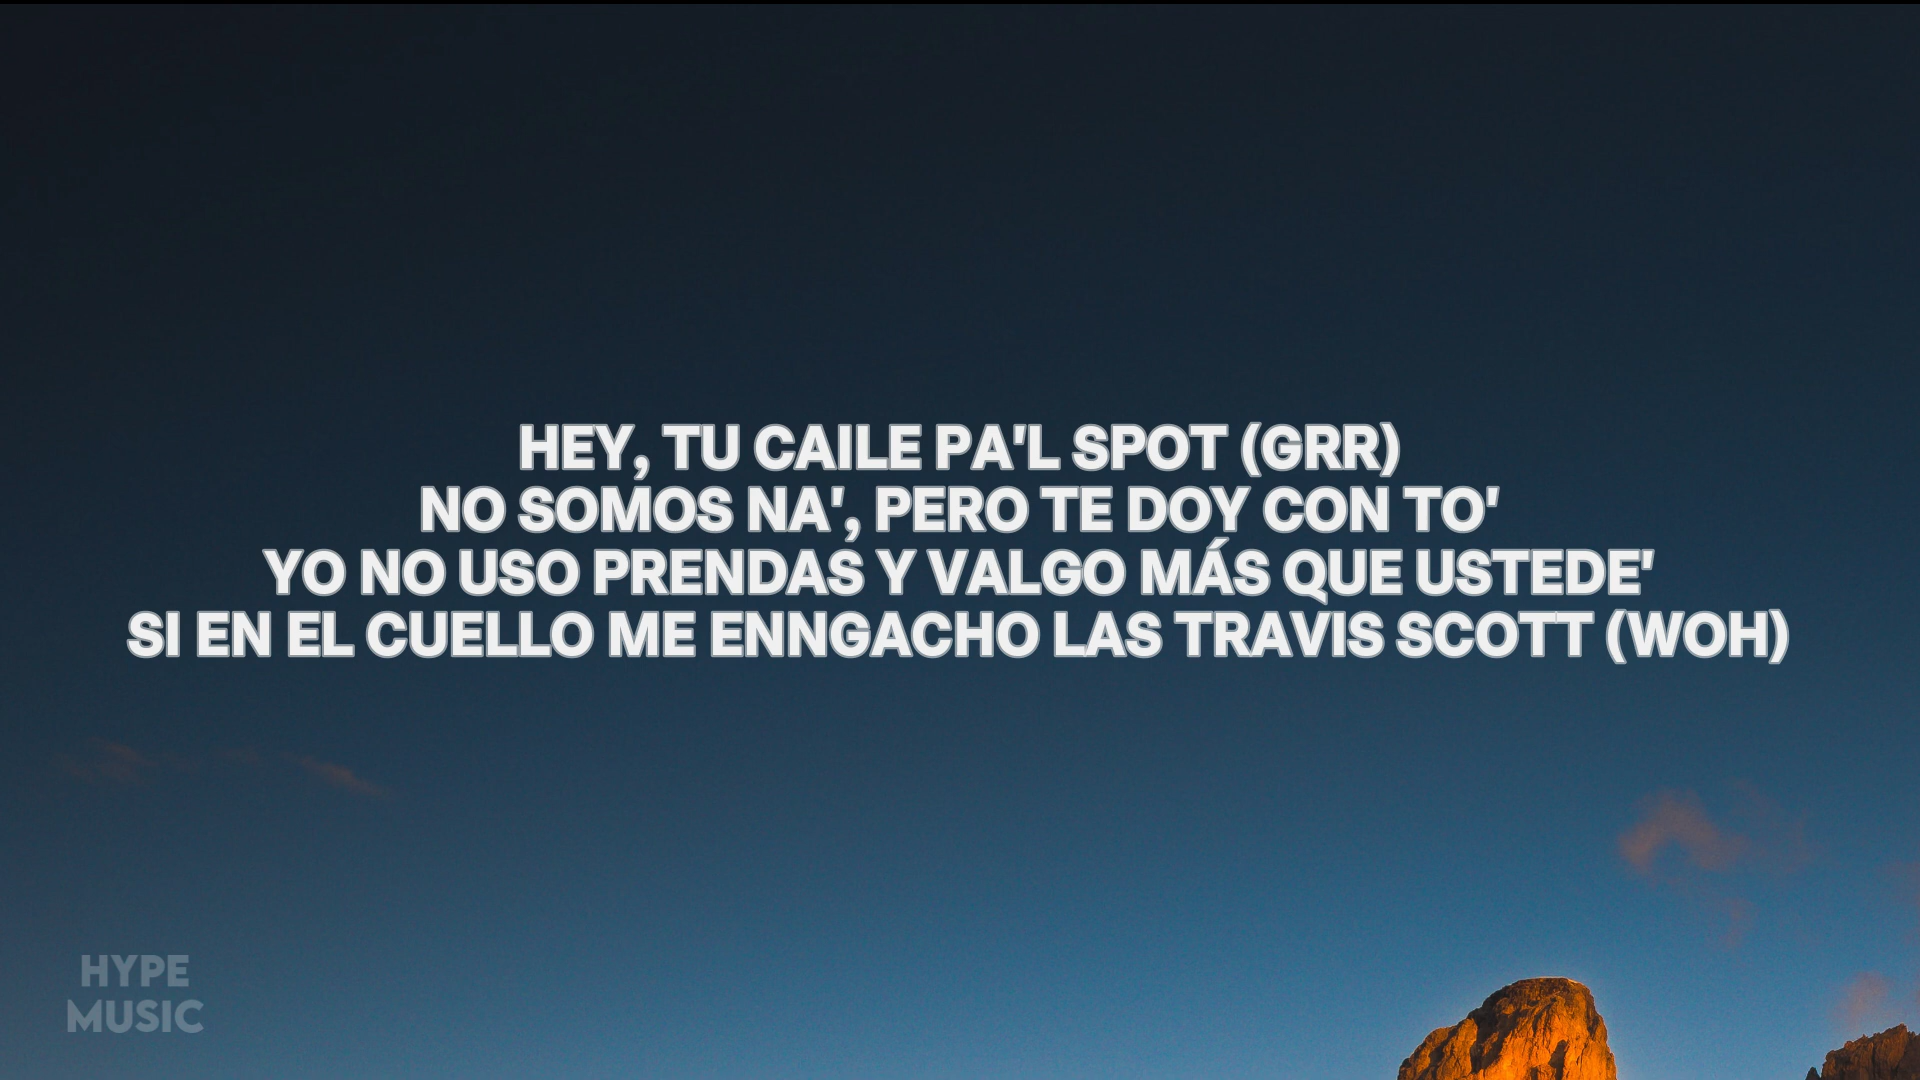 HEY, TU CAILE PA'L SPOT (GRR)
NO SOMOS NA', PERO TE DOY CON TO'
YO NO USO PRENDAS Y VALGO MÁS QUE USTEDE'
SI EN EL CUELLO ME ENNGACHO LAS TRAVIS SCOTT (WOH)
HYPE
MUSIC